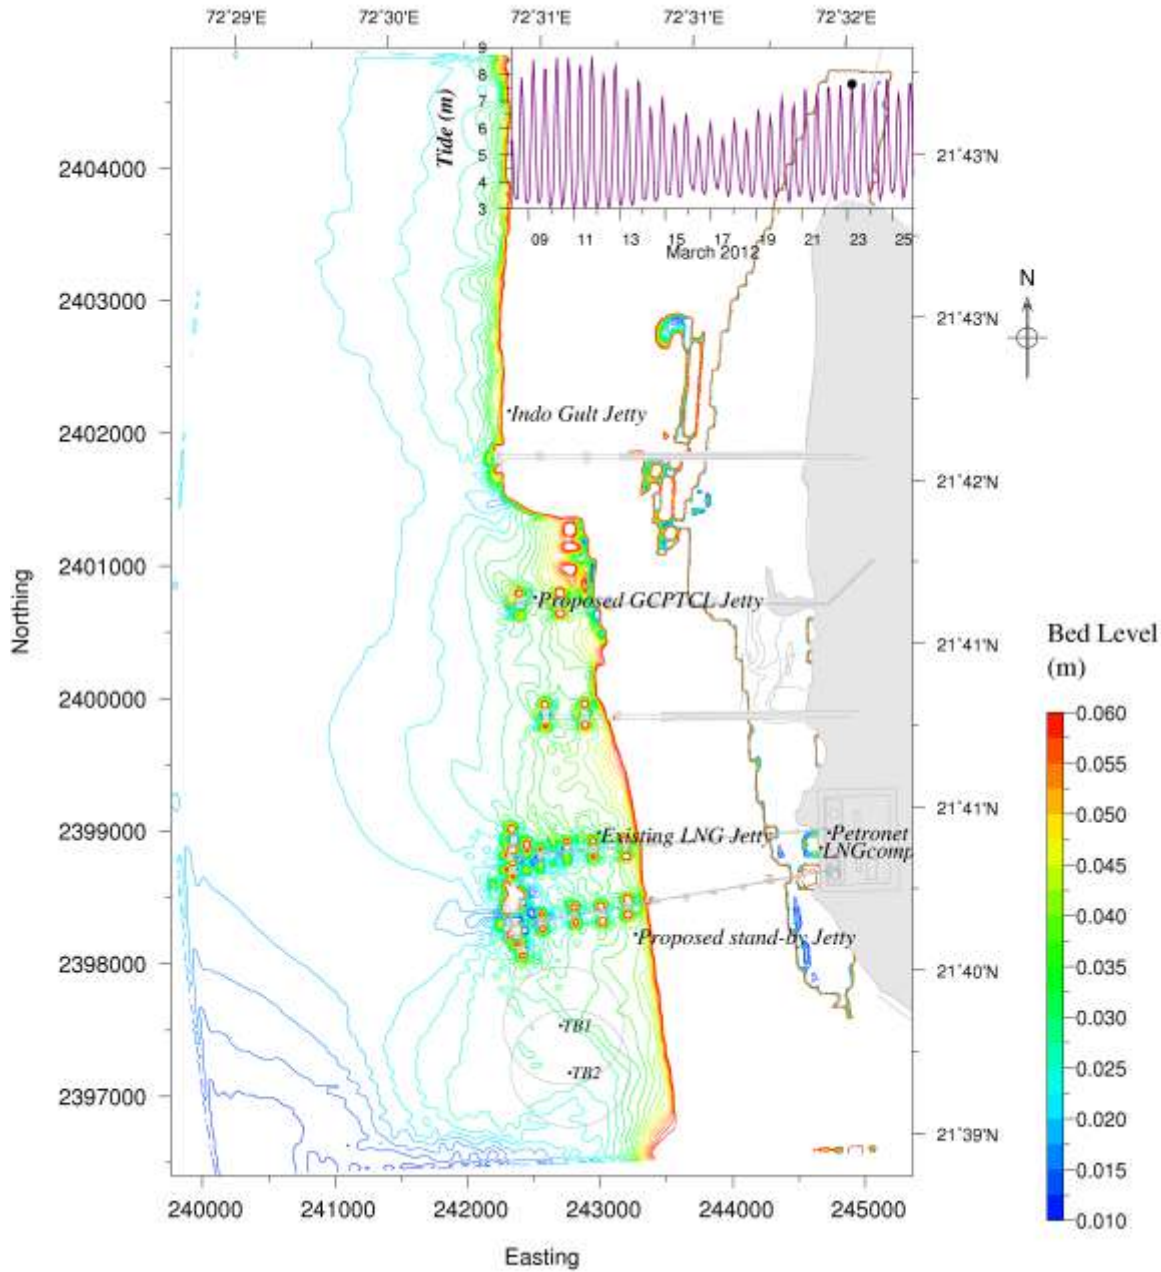 72°29'E 72°30'E 72°31'E 72°31'E 72°32'E
9
8
7
6
5
4
3
Tide (m)
09 11 13 15 17 19 21 23 25
March 2012
2404000
2403000
2402000
2401000
2400000
2399000
2398000
2397000
Northing
21°43'N
21°43'N
21°42'N
21°41'N
21°41'N
21°40'N
21°39'N
N
Indo Gult Jetty
Proposed GCPTCL Jetty
Existing LNG Jett
Petronet
LNGcomp
Proposed stand-by Jetty
TB1
TB2
Bed Level
(m)
0.060
0.055
0.050
0.045
0.040
0.035
0.030
0.025
0.020
0.015
0.010
240000 241000 242000 243000 244000 245000
Easting